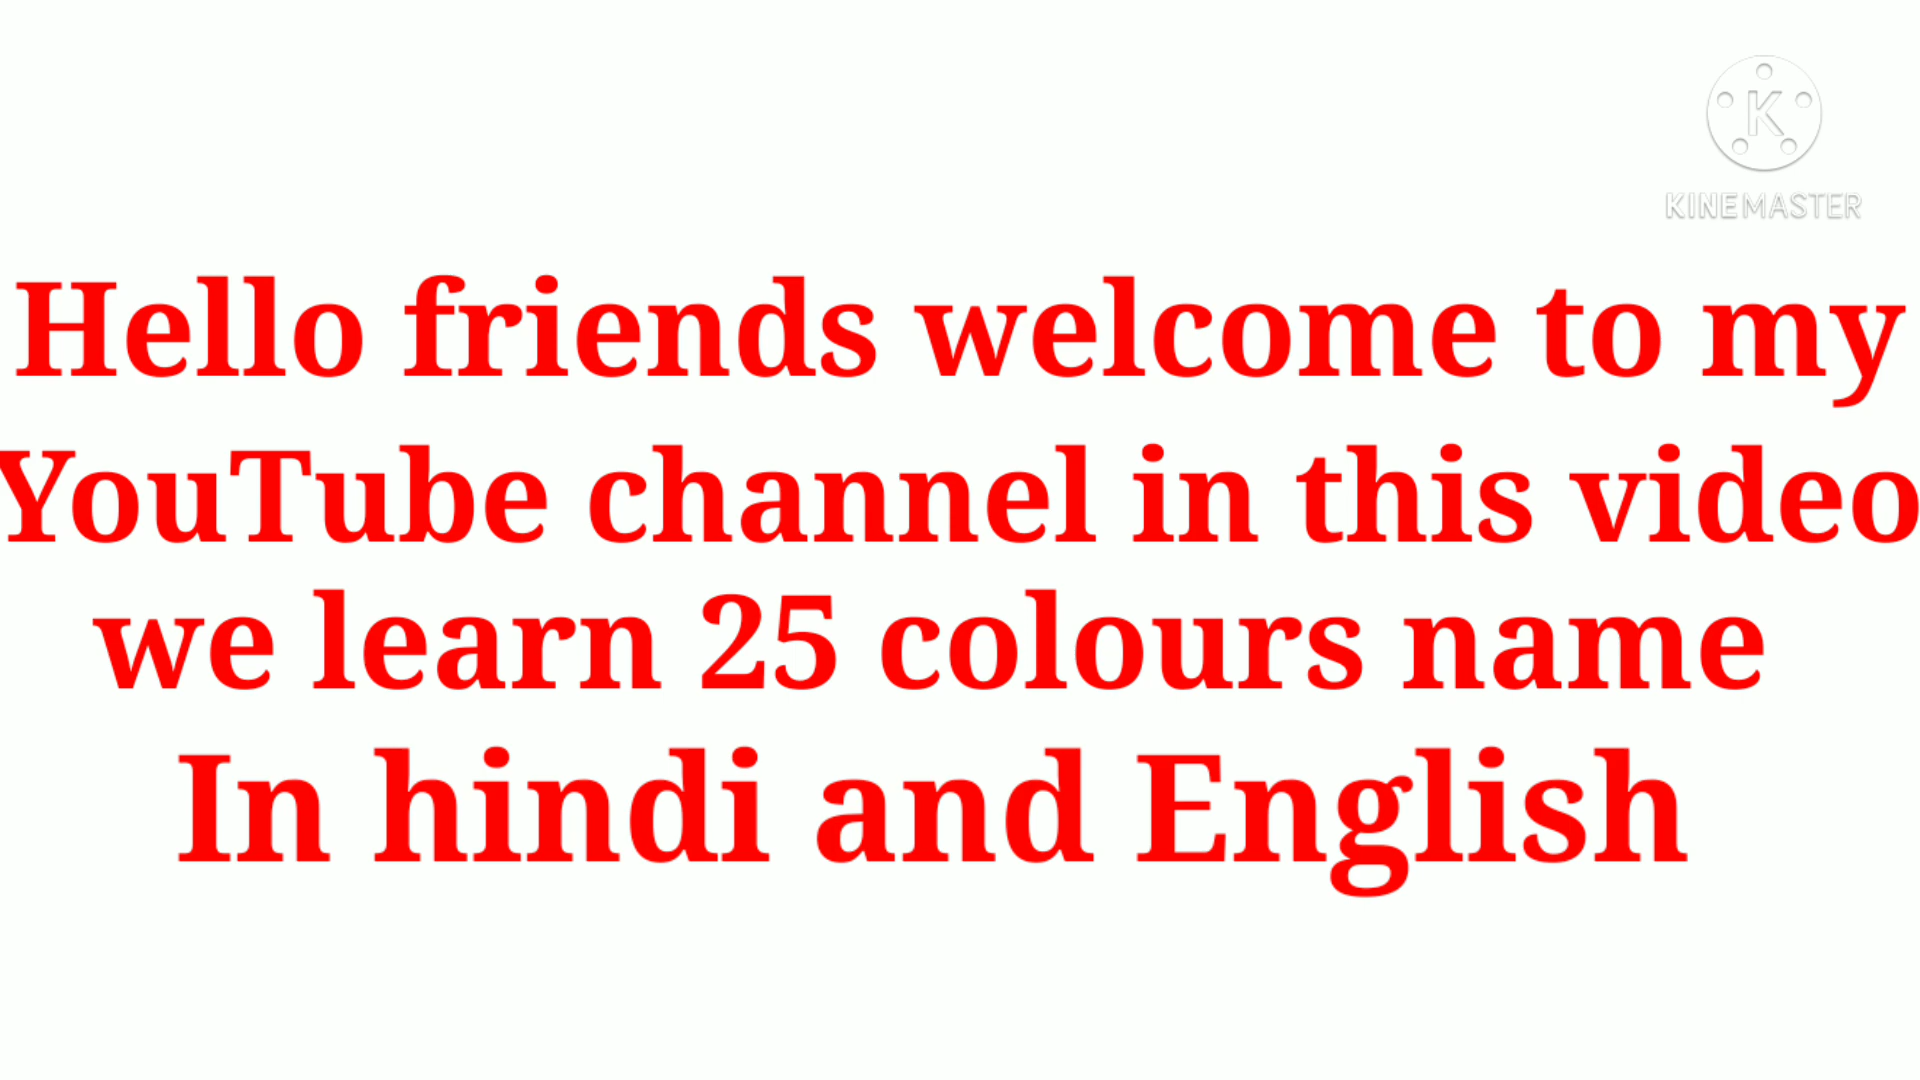 K
KINEMASTER
Hello friends welcome to my
YouTube channel in this video
we learn 25 colours name
In hindi and English